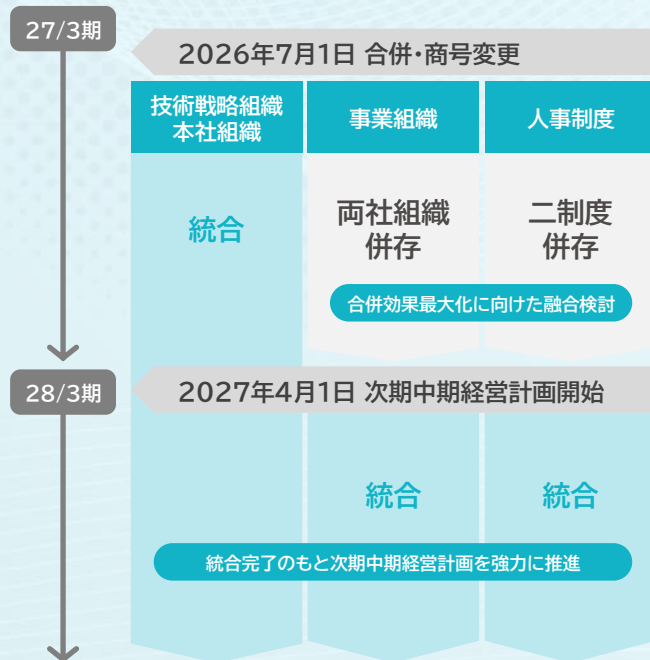 27/3期
2026年7月1日 合併・商号変更
技術戦略組織
本社組織
事業組織
人事制度
統合
両社組織
併存
二制度
併存
合併効果最大化に向けた融合検討
28/3期
2027年4月1日 次期中期経営計画開始
統合
統合
統合完了のもと次期中期経営計画を強力に推進